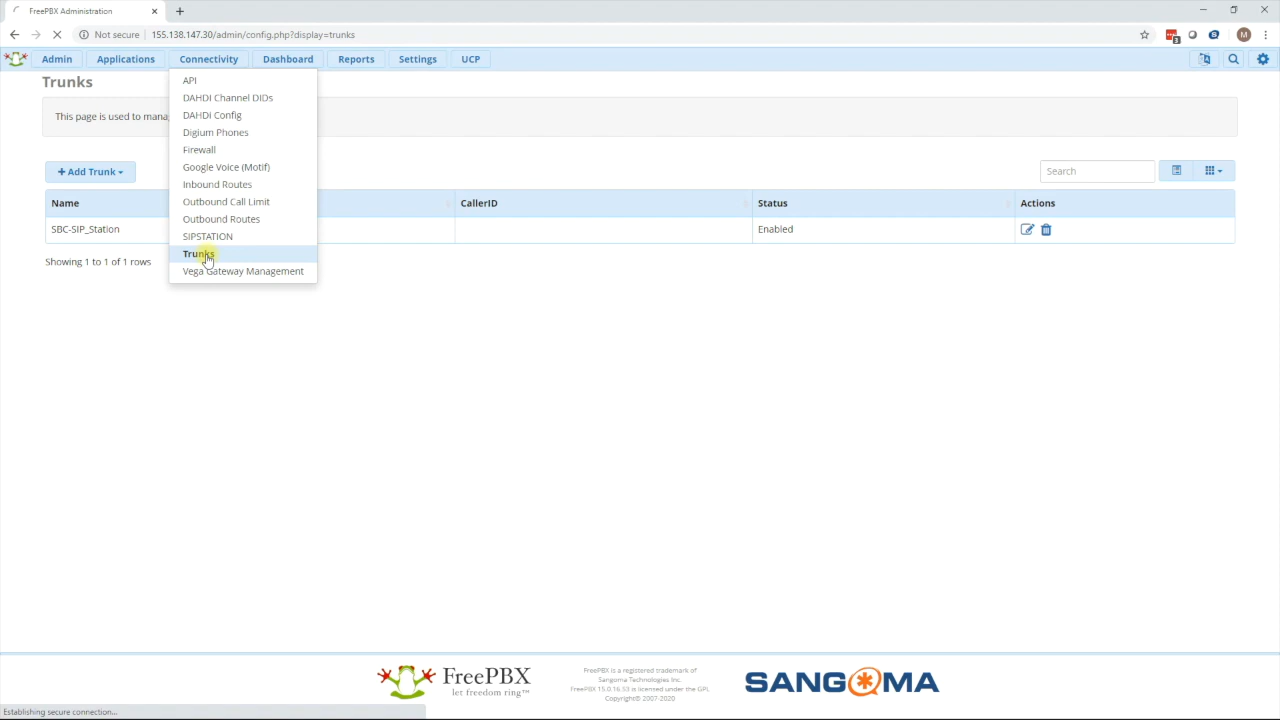 FreePBX Administration
Not secure 155.138.147.30/admin/config.php?display=trunks
3
M
Admin Applications Connectivity Dashboard Reports Settings UCP
Trunks
API
DAHDI Channel DIDs
DAHDi Config
This page is used to mana
Digium Phones
Firewall
Google Voice (Motif)
+ Add Trunk
Search
Inbound Routes
Outbound Call Limit
Name CallerID Status Actions
Outbound Routes
SBC-SIP_Station Enabled
SIPSTATION
Trunks
Showing 1 to 1 of 1 rows
Vega Gateway Management
FreePBX
let freedom ring™
FreePBX is a registered trademark of
Sangoma Technologies Inc.
FreePBX 15.0.16.53 is licensed under the GPL
Copyright© 2007-2020
SANGOMA
Establishing secure connection...